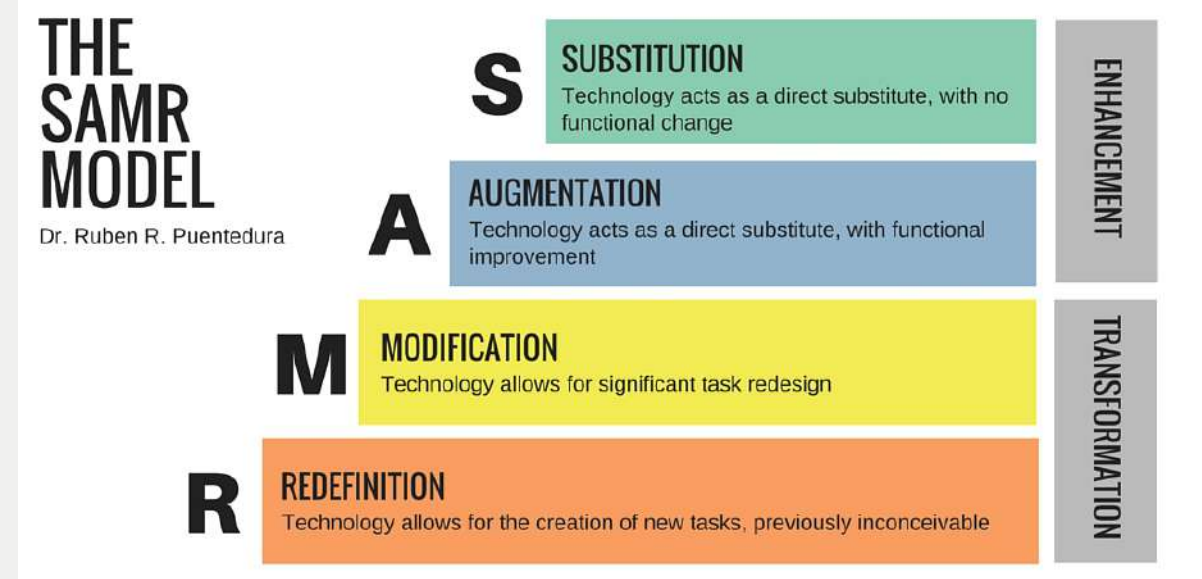 THE
SAMR
MODEL
Dr. Ruben R. Puentedura
S
SUBSTITUTION
Technology acts as a direct substitute, with no
functional change
A
AUGMENTATION
Technology acts as a direct substitute, with functional
improvement
ENHANCEMENT
M
MODIFICATION
Technology allows for significant task redesign
R
REDEFINITION
Technology allows for the creation of new tasks, previously inconceivable
TRANSFORMATION